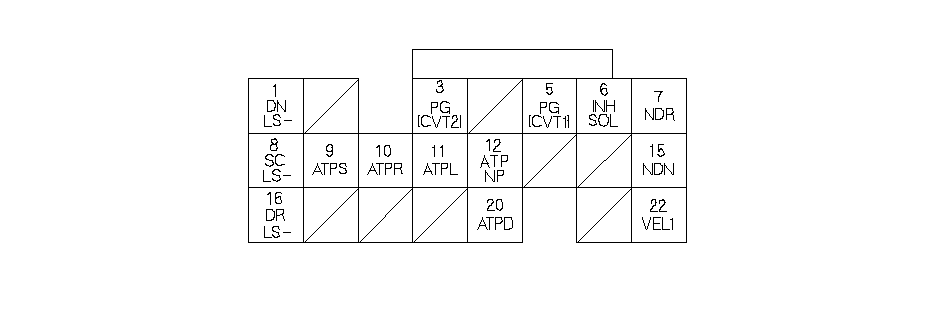 1
DN
LS-
3
PG
(CVT2)
5
PG
(CVT1)
6
INH
SOL
7
NDR
8
SC
LS-
9
ATPS
10
ATPR
11
ATPL
12
ATP
NP
15
NDN
16
DR
LS-
20
ATPD
22
VEL1